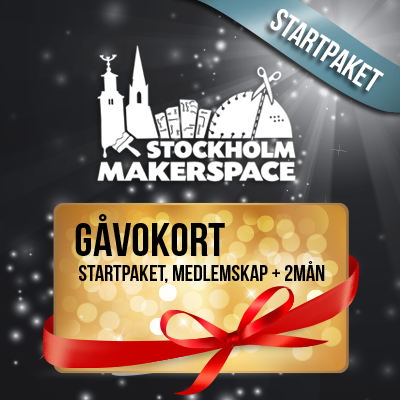 STARTPAKET
STOCKHOLM
MAKERSPACE
GÅVOKORT
STARTPAKET, MEDLEMSKAP + 2MÅN